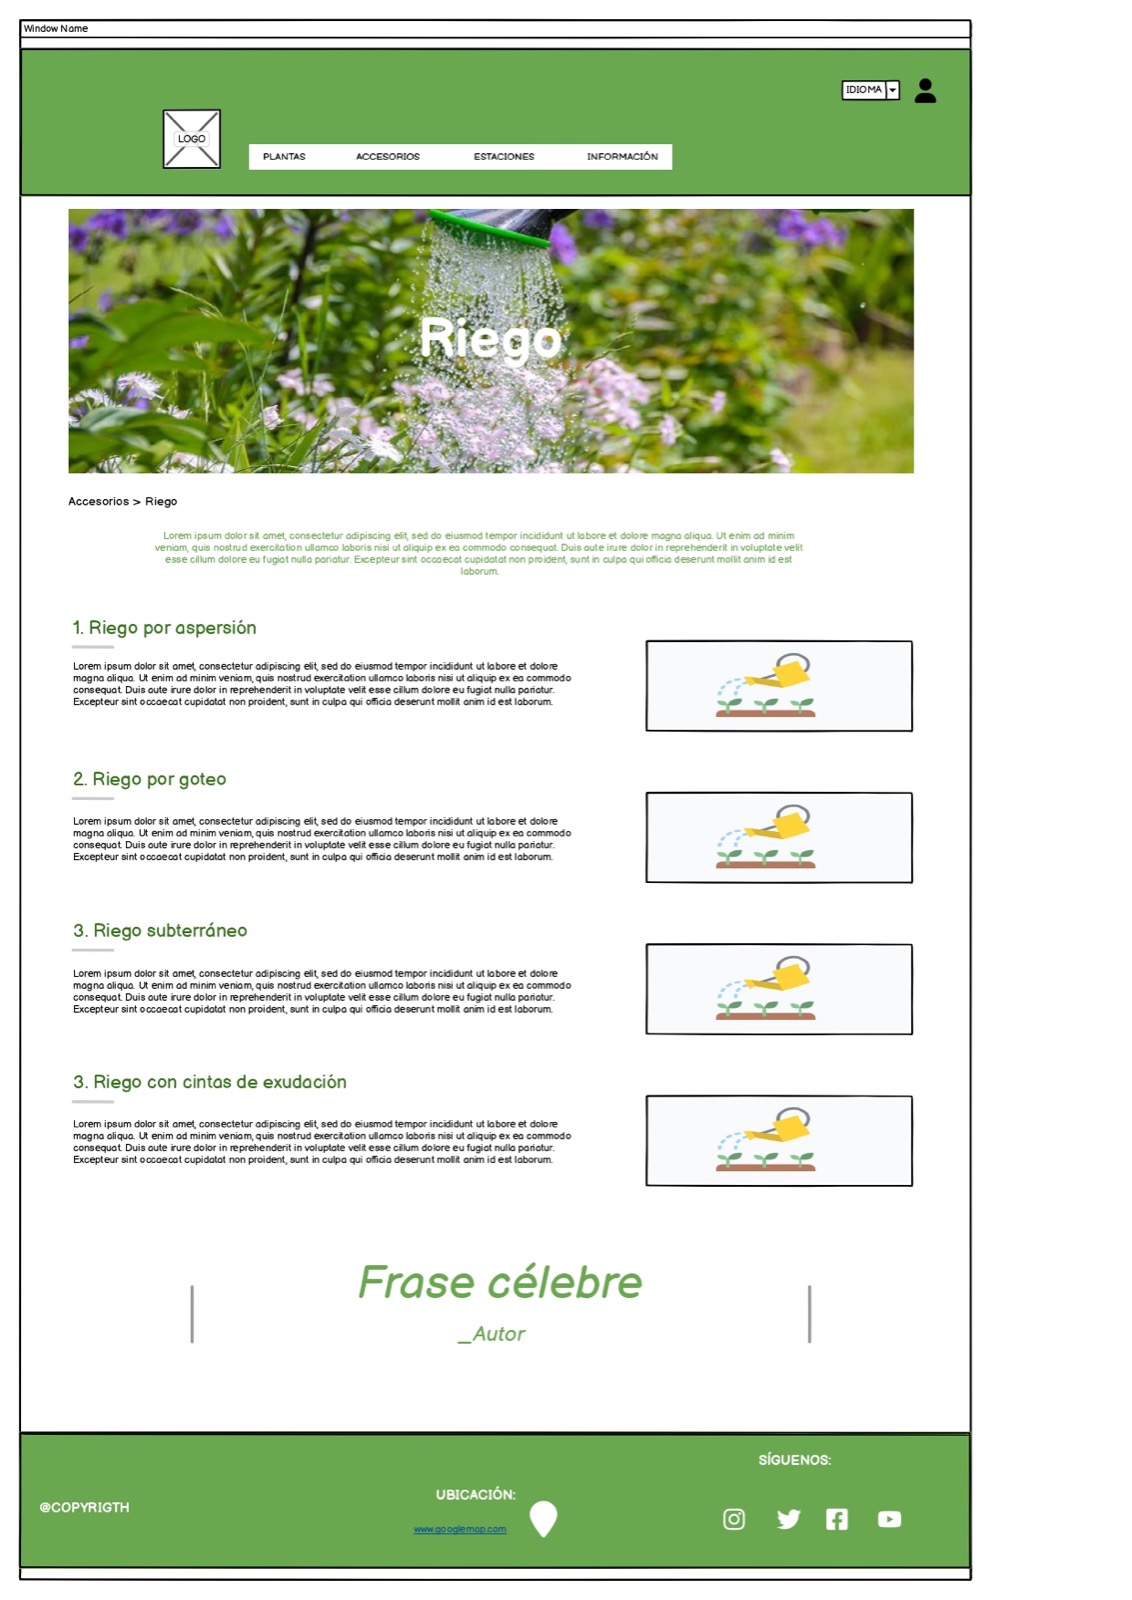 Window Name
IDIOMA
LOGO
PLANTAS ACCESORIOS ESTACIONES INFORMACIÓN
Riego
Accesorios > Riego
Lorem ipsum dolor sit amet, consectetur adipiscing elit, sed do eiusmod tempor incididunt ut labore et dolore magna aliqua. Ut enim ad minim
veniam, quis nostrud exercitation ullamco laboris nisi ut aliquip ex ea commodo consequat. Duis aute irure dolor in reprehenderit in voluptate velit
esse cillum dolore eu fugiat nulla pariatur. Excepteur sint occaecat cupidatat non proident, sunt in culpa qui officia deserunt mollit anim id est
laborum.
1. Riego por aspersión
Lorem ipsum dolor sit amet, consectetur adipiscing elit, sed do eiusmod tempor incididunt ut labore et dolore
magna aliqua. Ut enim ad minim veniam, quis nostrud exercitation ullamco laboris nisi ut aliquip ex ea commodo
consequat. Duis aute irure dolor in reprehenderit in voluptate velit esse cillum dolore eu fugiat nulla pariatur.
Excepteur sint occaecat cupidatat non proident, sunt in culpa qui officia deserunt mollit anim id est laborum.
2. Riego por goteo
Lorem ipsum dolor sit amet, consectetur adipiscing elit, sed do eiusmod tempor incididunt ut labore et dolore
magna aliqua. Ut enim ad minim veniam, quis nostrud exercitation ullamco laboris nisi ut aliquip ex ea commodo
consequat. Duis aute irure dolor in reprehenderit in voluptate velit esse cillum dolore eu fugiat nulla pariatur.
Excepteur sint occaecat cupidatat non proident, sunt in culpa qui officia deserunt mollit anim id est laborum.
3. Riego subterráneo
Lorem ipsum dolor sit amet, consectetur adipiscing elit, sed do eiusmod tempor incididunt ut labore et dolore
magna aliqua. Ut enim ad minim veniam, quis nostrud exercitation ullamco laboris nisi ut aliquip ex ea commodo
consequat. Duis aute irure dolor in reprehenderit in voluptate velit esse cillum dolore eu fugiat nulla pariatur.
Excepteur sint occaecat cupidatat non proident, sunt in culpa qui officia deserunt mollit anim id est laborum.
3. Riego con cintas de exudación
Lorem ipsum dolor sit amet, consectetur adipiscing elit, sed do eiusmod tempor incididunt ut labore et dolore
magna aliqua. Ut enim ad minim veniam, quis nostrud exercitation ullamco laboris nisi ut aliquip ex ea commodo
consequat. Duis aute irure dolor in reprehenderit in voluptate velit esse cillum dolore eu fugiat nulla pariatur.
Excepteur sint occaecat cupidatat non proident, sunt in culpa qui officia deserunt mollit anim id est laborum.
Frase célebre
_Autor
@COPYRIGTH
UBICACIÓN:
www.googlemap.com
SÍGUENOS: